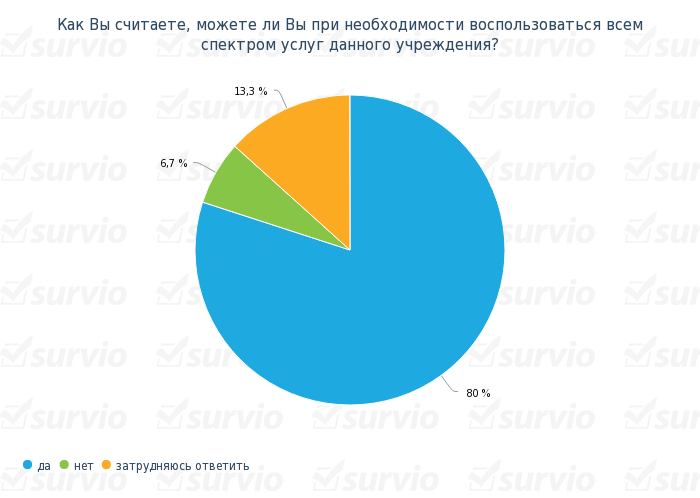 Как Вы считаете, можете ли Вы при необходимости воспользоваться всем
спектром услуг данного учреждения?
13,3 %
6,7 %
80 %
да нет затрудняюсь ответить
survio